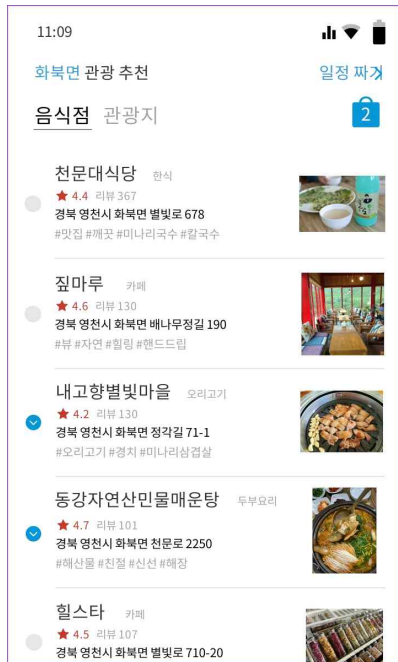 11:09
화북면 관광 추천
일정 짜기
음식점 관광지
2
천문대식당 한식
4.4 리뷰 367
경북 영천시 화북면 별빛로 678
#맛집 #깨끗 #미나리국수 #칼국수
짚마루 카페
4.6 리뷰 130
경북 영천시 화북면 배나무정길 190
#뷰 #자연 #힐링 #핸드드립
내고향별빛마을 오리고기
4.2 리뷰 130
경북 영천시 화북면 정각길 71-1
#오리고기 #경치 #미나리삼겹살
동강자연산민물매운탕 두부요리
4.7 리뷰 101
경북 영천시 화북면 천문로 2250
#해산물 #친절 #신선 #해장
힐스타 카페
4.5 리뷰 107
경북 영천시 화북면 별빛로 710-20